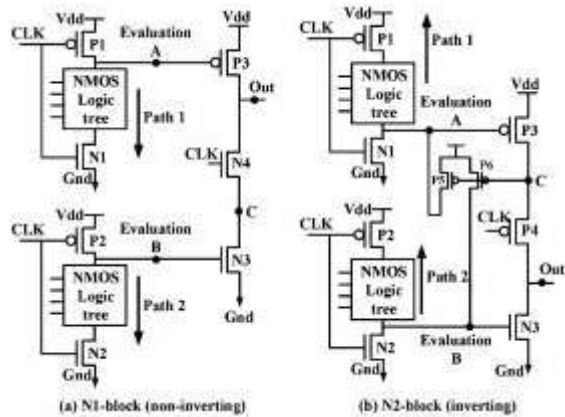 Vdd
CLK
Evaluation
P1
A
P3
NMOS
Logic
tree
Out
Path 1
N1
CLK
N4
Gnd
C
Vdd
CLK
Evaluation
P2
B
N3
NMOS
Logic
tree
Path 2
Gnd
N2
Gnd
(a) N1-block (non-inverting)
Vdd
CLK
P1
Path 1
NMOS
Logic
tree
Vdd
Evaluation
A
P3
N1
Gnd
P5
P6
C
Vdd
CLK
P2
CLK
P4
NMOS
Logic
tree
Path 2
Out
N3
N2
Evaluation
B
Gnd
Gnd
(b) N2-block (inverting)